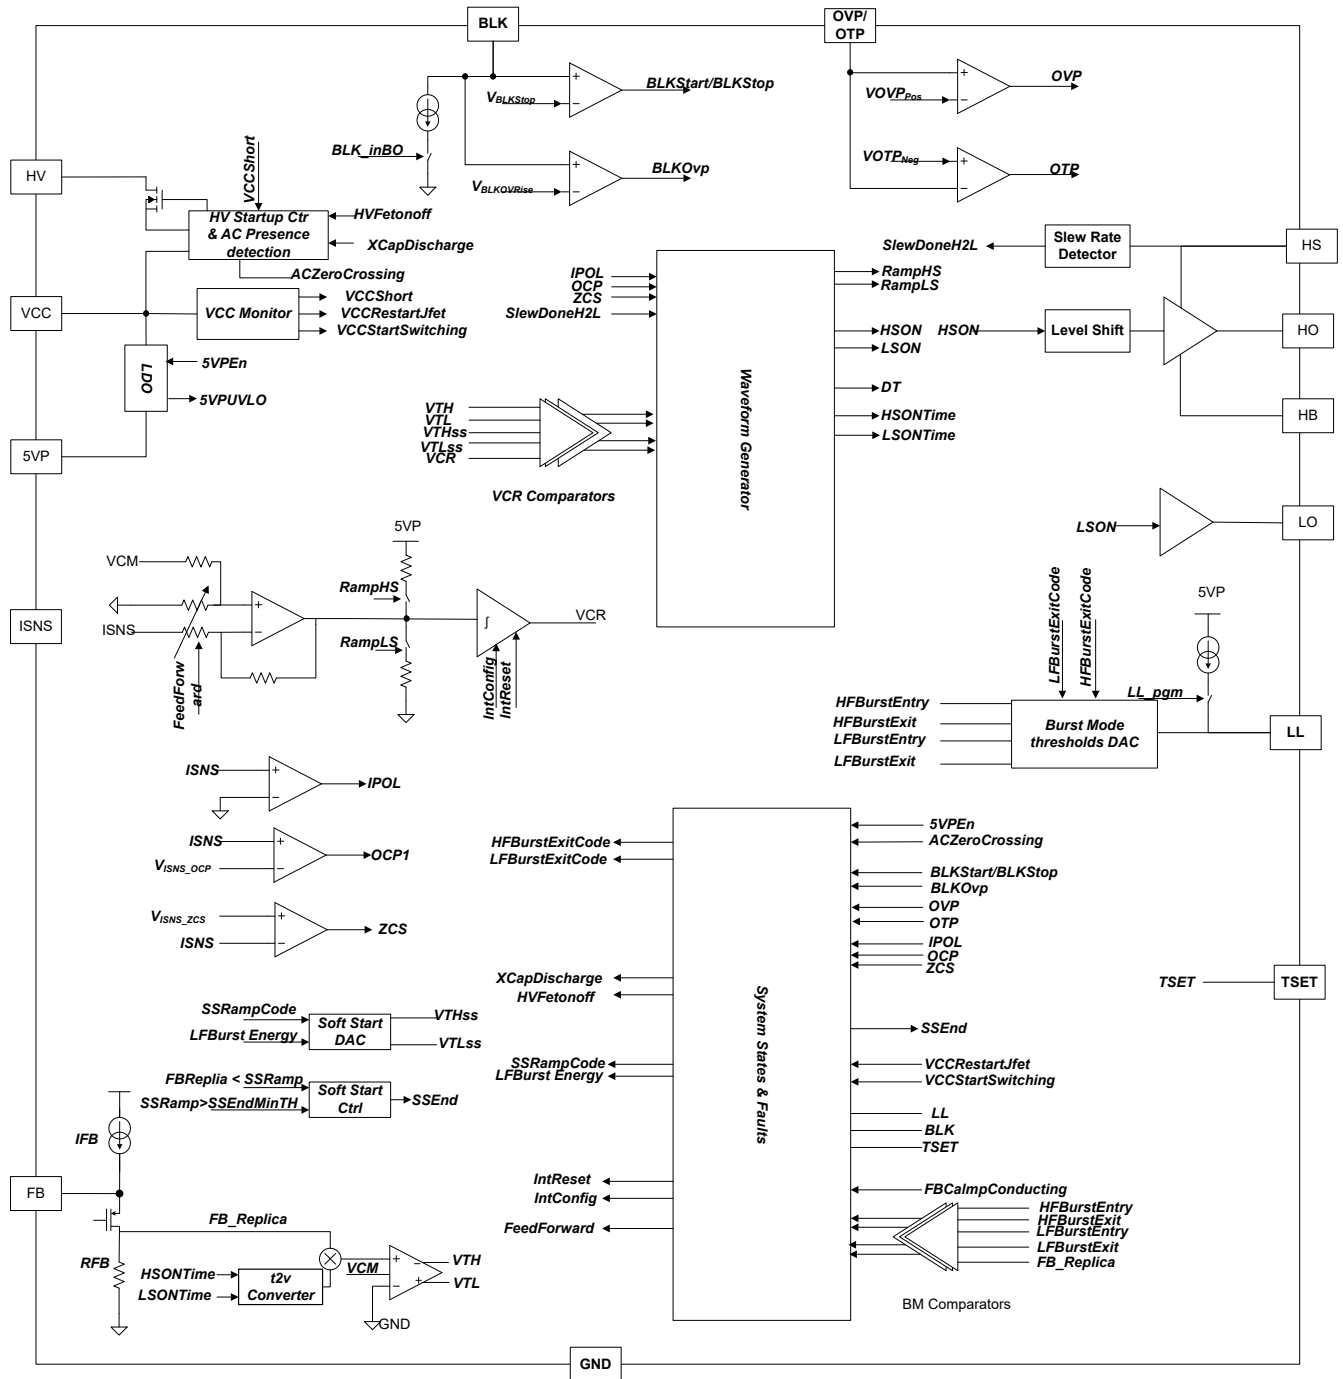 BLK
OVP/
OTP
BLKStart/BLKStop
VBLKStop
OVP
VOVPPos
BLK_inBO
BLKOvp
VBLKOVRise
VOTPNeg
OTP
HV
VCCShort
HV Startup Ctr
& AC Presence
detection
HVFetonoff
XCapDischarge
ACZeroCrossing
SlewDoneH2L
Slew Rate
Detector
HS
VCC
VCC Monitor
VCCShort
VCCRestartJfet
VCCStartSwitching
IPOL
OCP
ZCS
SlewDoneH2L
Waveform Generator
RampHS
RampLS
HSON
LSON
DT
HSONTime
LSONTime
HSON
Level Shift
HO
HB
LDO
5VPEn
5VPUVLO
5VP
VTH
VTL
VTHss
VTLss
VCR
VCR Comparators
LSON
LO
5VP
VCM
ISNS
ISNS
FeedForw
ard
RampHS
RampLS
∫
VCR
IntConfig
IntReset
LFBurstExitCode
HFBurstExitCode
5VP
LL_pgm
HFBurstEntry
HFBurstExit
LFBurstEntry
LFBurstExit
Burst Mode
thresholds DAC
LL
ISNS
IPOL
ISNS
VISNS_OCP
OCP1
VISNS_ZCS
ISNS
ZCS
HFBurstExitCode
LFBurstExitCode
XCapDischarge
HVFetonoff
SSRampCode
LFBurst Energy
IntReset
IntConfig
FeedForward
System States & Faults
5VPEn
ACZeroCrossing
BLKStart/BLKStop
BLKOvp
OVP
OTP
IPOL
OCP
ZCS
SSEnd
VCCRestartJfet
VCCStartSwitching
LL
BLK
TSET
FBCalmpConducting
HFBurstEntry
HFBurstExit
LFBurstEntry
LFBurstExit
FB_Replica
BM Comparators
TSET
TSET
SSRampCode
LFBurst Energy
Soft Start
DAC
VTHss
VTLss
FBReplia < SSRamp
SSRamp>SSEndMinTH
Soft Start
Ctrl
SSEnd
IFB
FB
FB_Replica
RFB
HSONTime
LSONTime
t2v
Converter
VCM
VTH
VTL
GND
GND